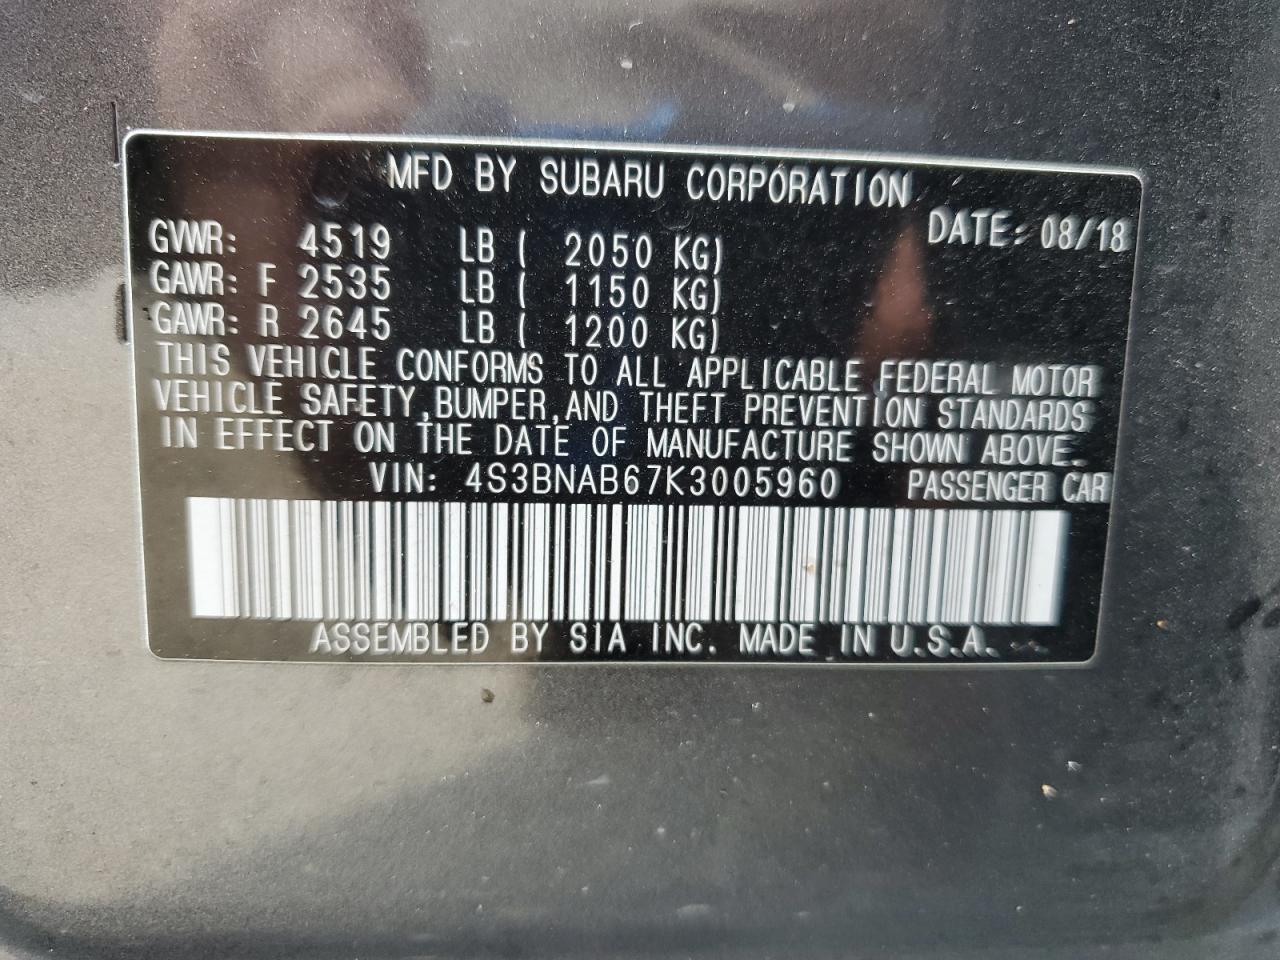 MFD BY SUBARU CORPORATION
DATE: 08/18
GVWR: 4519 LB ( 2050 KG)
GAWR: F 2535 LB ( 1150 KG)
GAWR: R 2645 LB ( 1200 KG)
THIS VEHICLE CONFORMS TO ALL APPLICABLE FEDERAL MOTOR
VEHICLE SAFETY,BUMPER,AND THEFT PREVENTION STANDARDS
IN EFFECT ON THE DATE OF MANUFACTURE SHOWN ABOVE.
VIN: 4S3BNAB67K3005960 PASSENGER CAR
ASSEMBLED BY SIA INC. MADE IN U.S.A.